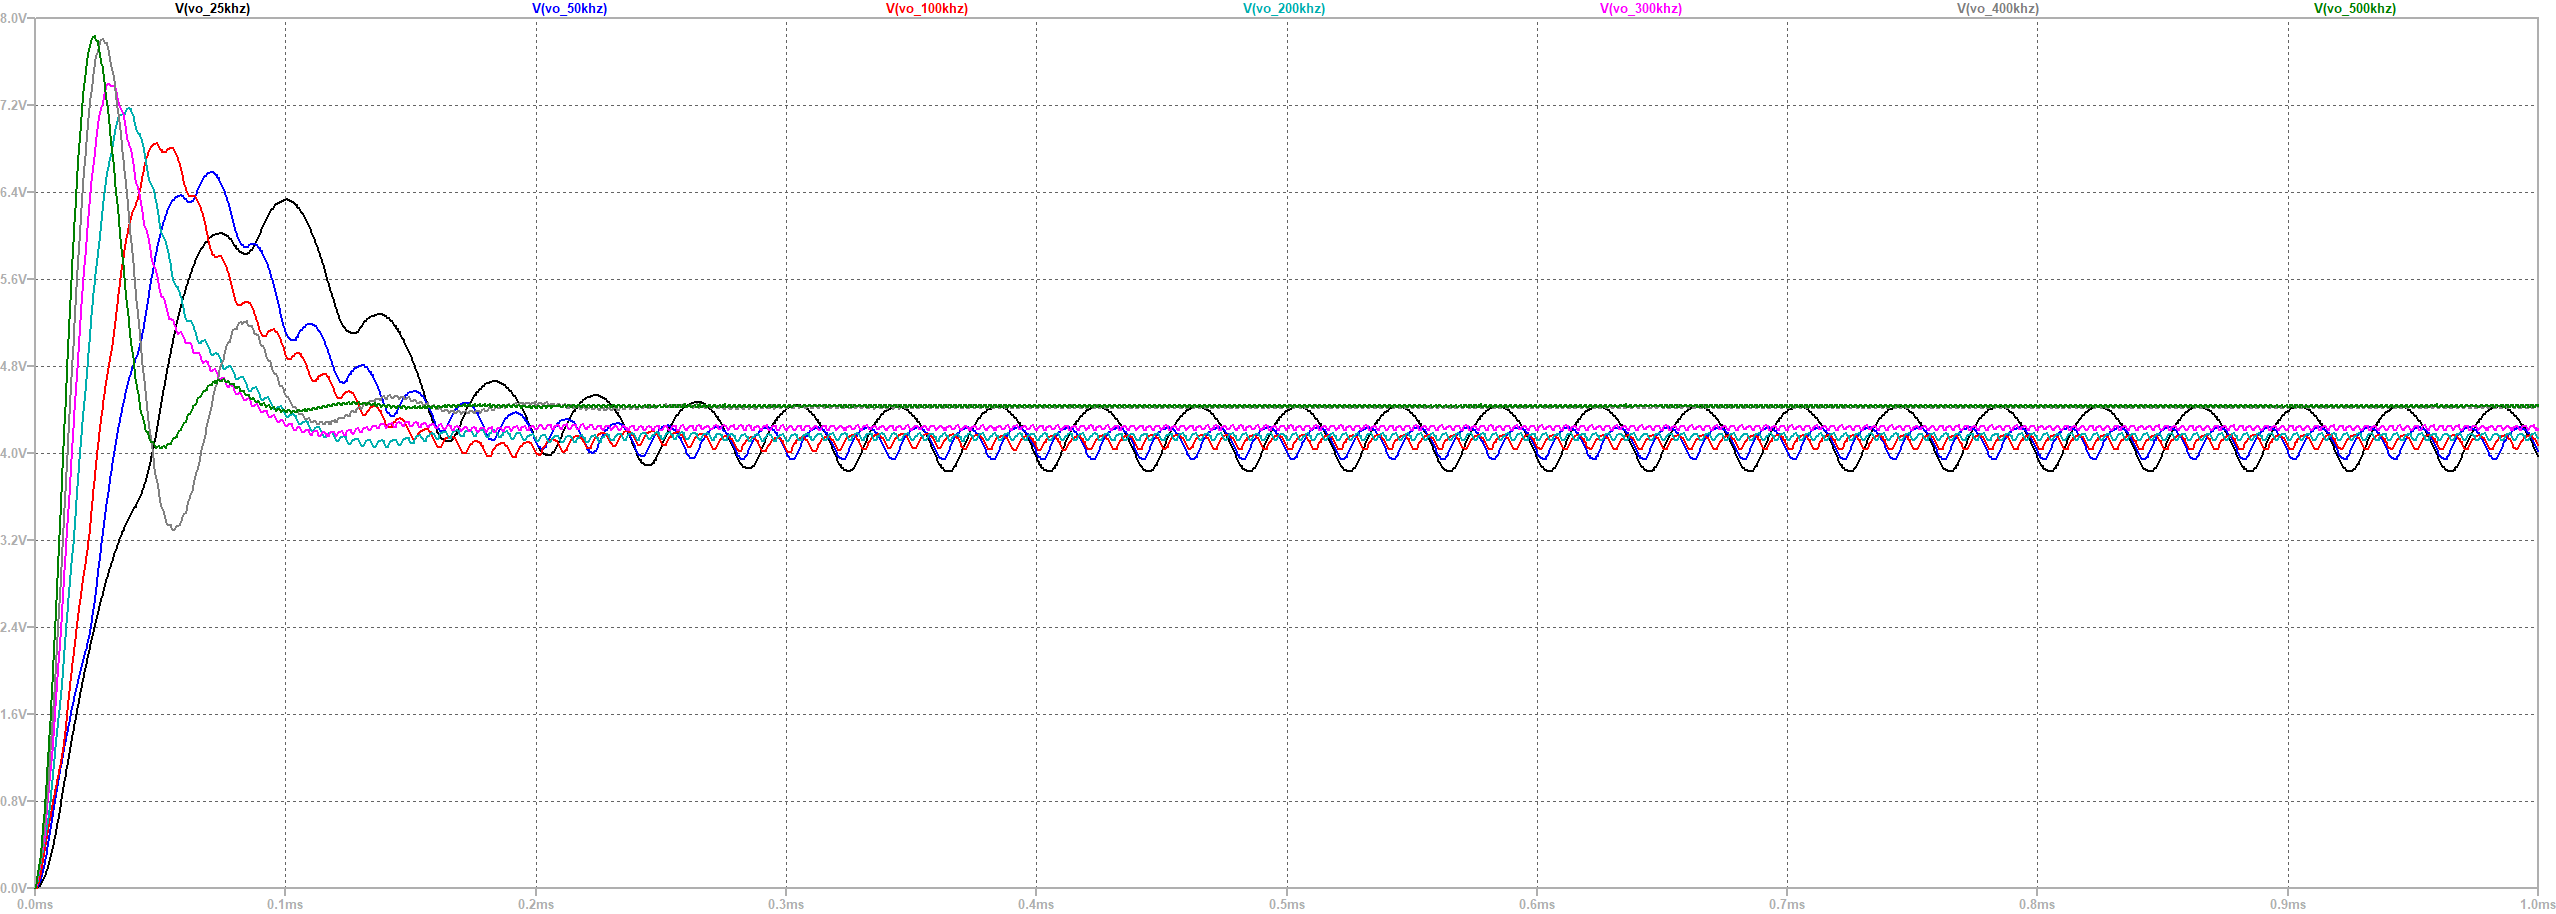 V(vo_25khz) V(vo_50khz) V(vo_100khz) V(vo_200khz) V(vo_300khz) V(vo_400khz) V(vo_500khz)
8.0V
7.2V
6.4V
5.6V
4.8V
4.0V
3.2V
2.4V
1.6V
0.8V
0.0V
0.0ms 0.1ms 0.2ms 0.3ms 0.4ms 0.5ms 0.6ms 0.7ms 0.8ms 0.9ms 1.0ms